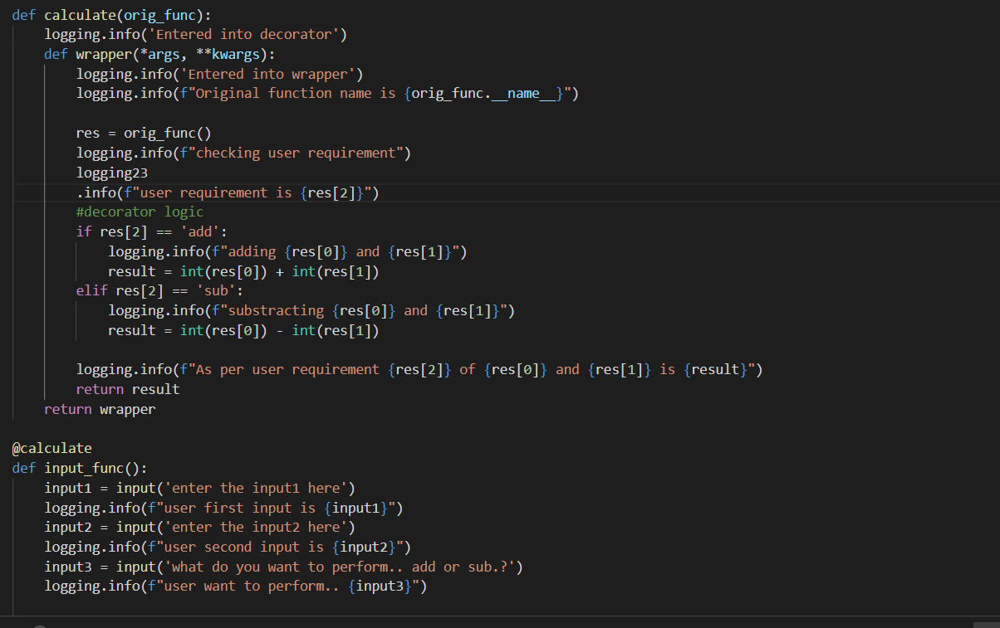 def calculate(orig_func):
    logging.info('Entered into decorator')
    def wrapper(*args, **kwargs):
        logging.info('Entered into wrapper')
        logging.info(f"Original function name is {orig_func.__name__}")

        res = orig_func()
        logging.info(f"checking user requirement")
        logging23
        .info(f"user requirement is {res[2]}")
        #decorator logic
        if res[2] == 'add':
            logging.info(f"adding {res[0]} and {res[1]}")
            result = int(res[0]) + int(res[1])
        elif res[2] == 'sub':
            logging.info(f"substracting {res[0]} and {res[1]}")
            result = int(res[0]) - int(res[1])

        logging.info(f"As per user requirement {res[2]} of {res[0]} and {res[1]} is {result}")
        return result
    return wrapper

@calculate
def input_func():
    input1 = input('enter the input1 here')
    logging.info(f"user first input is {input1}")
    input2 = input('enter the input2 here')
    logging.info(f"user second input is {input2}")
    input3 = input('what do you want to perform.. add or sub.?')
    logging.info(f"user want to perform.. {input3}")